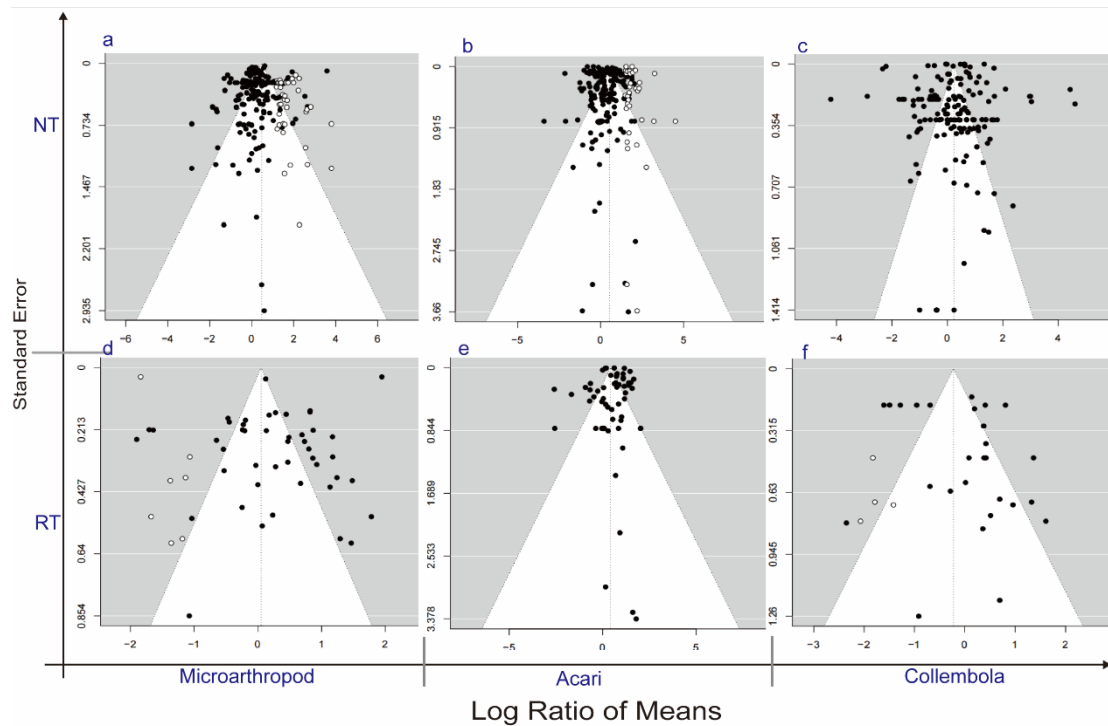 a
b
c
0
0.734
1.467
2.201
2.935
−6 −4 −2 0 2 4 6
0
0.915
1.83
2.745
3.66
−5 0 5
0
0.354
0.707
1.061
1.414
−4 −2 0 2 4
NT
Standard Error
d
e
f
0
0.213
0.427
0.64
0.854
−2 −1 0 1 2
0
0.844
1.689
2.533
3.378
−5 0 5
0
0.315
0.63
0.945
1.26
−3 −2 −1 0 1 2
RT
Microarthropod
Acari
Collembola
Log Ratio of Means